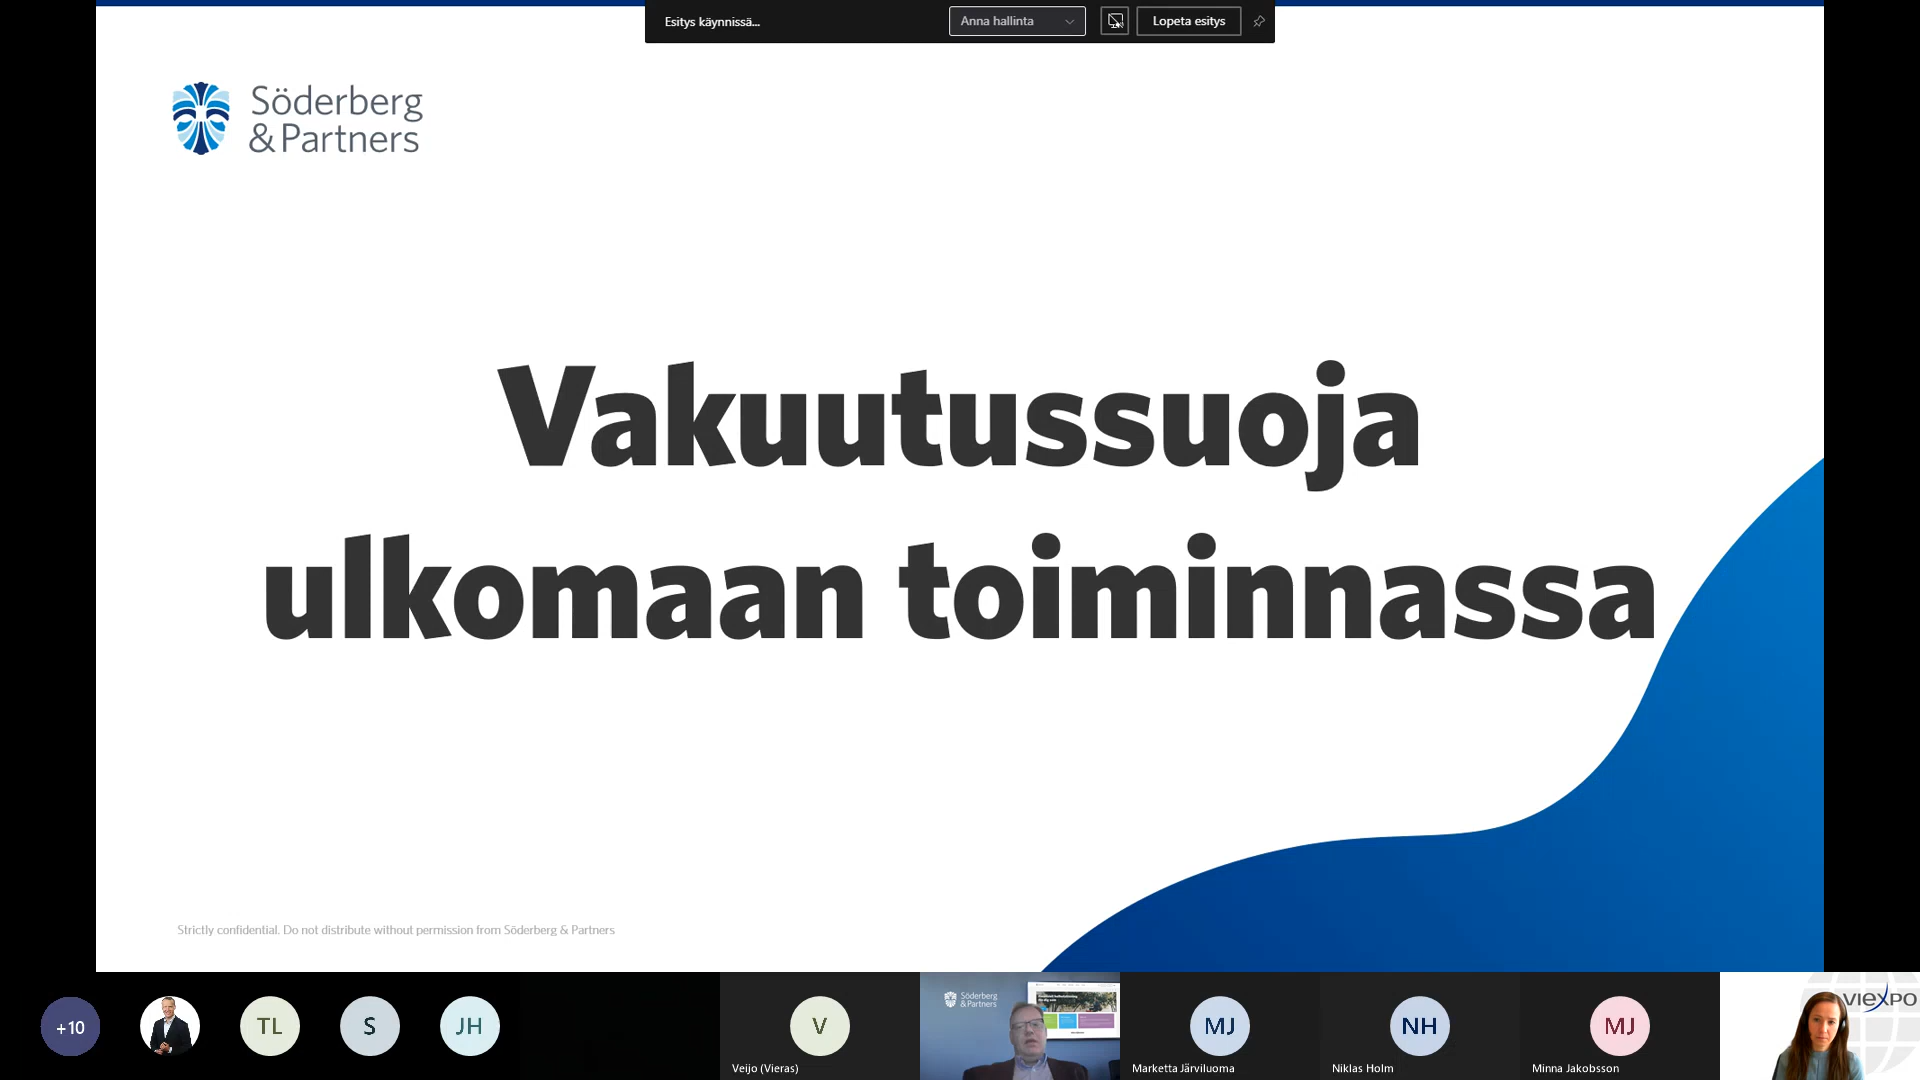 Esitys käynnissä...
Anna hallinta
Lopeta esitys
Söderberg
& Partners
Vakuutussuoja
ulkomaan toiminnassa
Strictly confidential. Do not distribute without permission from Söderberg & Partners
+10
TL
S
JH
V
Veijo (Vieras)
Söderberg
& Partners
MJ
Marketta Järviluoma
NH
Niklas Holm
MJ
Minna Jakobsson
VIEXPO